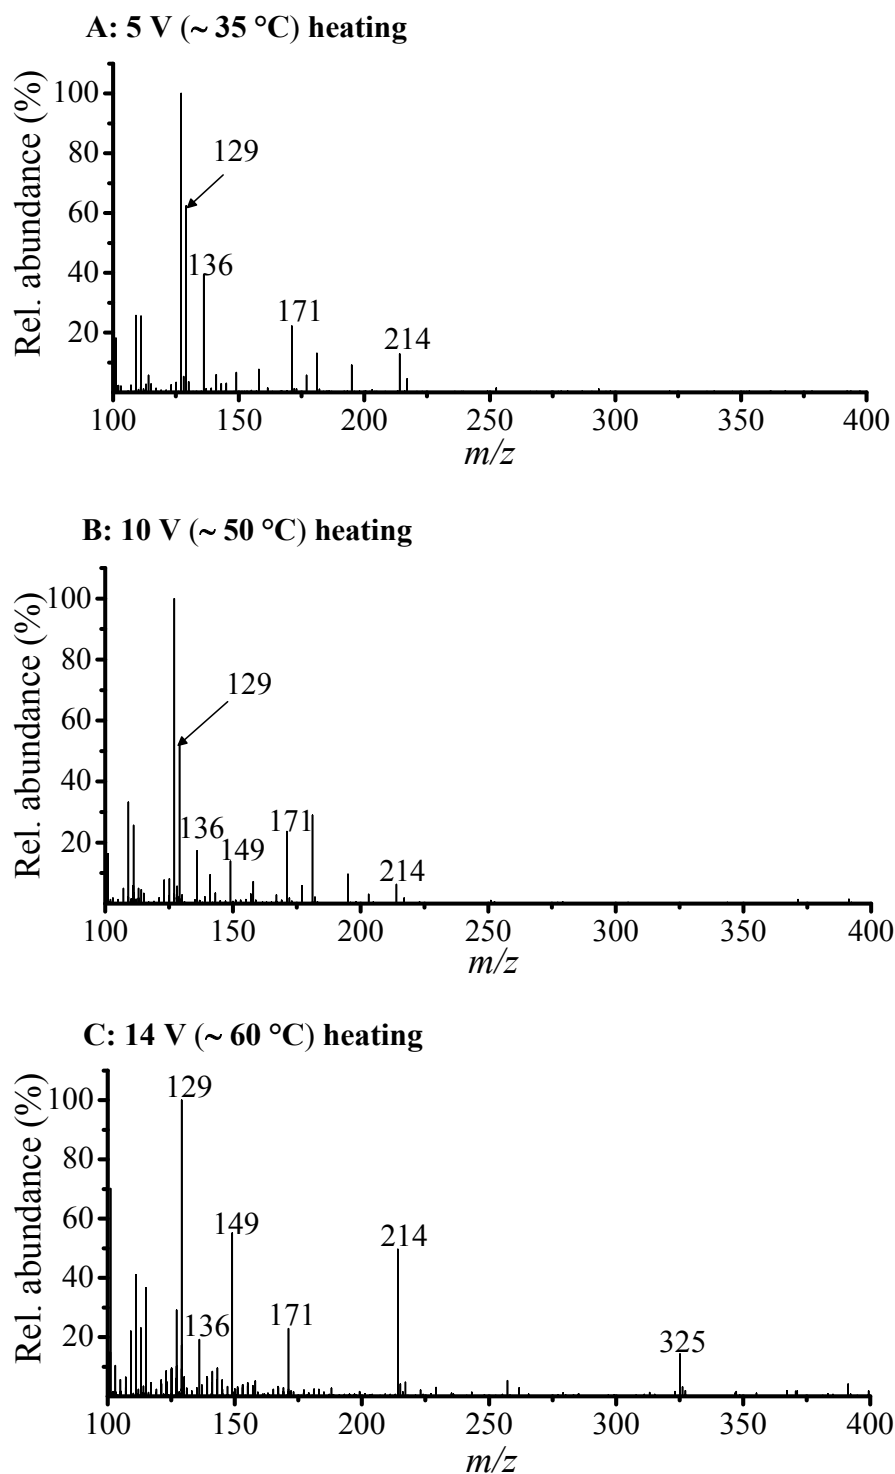 A: 5 V (~ 35 °C) heating
Rel. abundance (%)
100
80
60
40
20
129
136
171
214
100 150 200 250 300 350 400
m/z
B: 10 V (~ 50 °C) heating
Rel. abundance (%)
100
80
60
40
20
129
136
149
171
214
100 150 200 250 300 350 400
m/z
C: 14 V (~ 60 °C) heating
Rel. abundance (%)
100
80
60
40
20
129
149
136
171
214
325
100 150 200 250 300 350 400
m/z